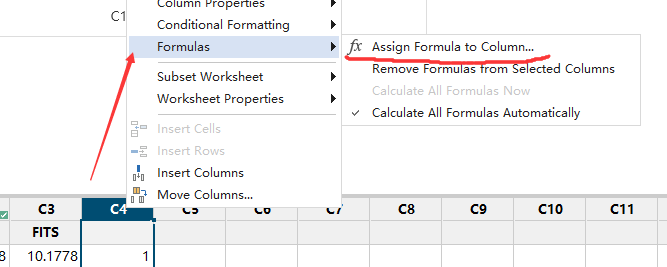 Column Properties
C1
Conditional Formatting
Formulas
fx Assign Formula to Column...
Remove Formulas from Selected Columns
Subset Worksheet
Calculate All Formulas Now
Worksheet Properties
Calculate All Formulas Automatically
Insert Cells
Insert Rows
Insert Columns
Move Columns...
C3 C4 C5 C6 C7 C8 C9 C10 C11
FITS
8 10.1778 1